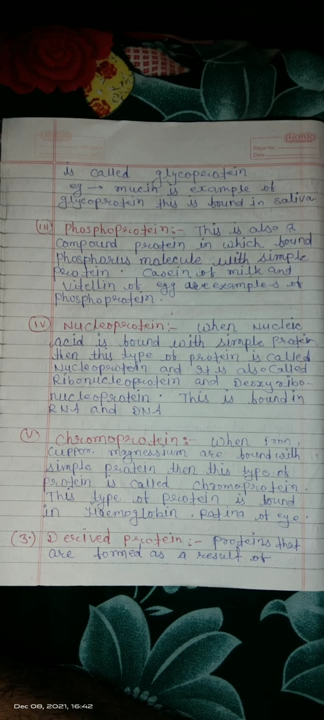 is called glycoprotein
eg → mucin is example of
glycoprotein this is found in saliva
(iii) Phosphoprotein:- This is also a
compound protein in which bound
phosphorus molecule with simple
protein. Casein of milk and
vitellin of egg are examples of
phosphoprotein.
(iv) Nucleoprotein:- When Nucleic
acid is bound with simple protein
then this type of protein is called
Nucleoprotein and it is also called
Ribonucleoprotein and Deoxyribo-
nucleoprotein. This is found in
RNA and DNA
(v) Chromoprotein:- When iron,
magnessium are bound with
simple protein then this type of
protein is called chromoprotein.
This type of protein is found
in Haemoglobin, of eye.
(3.) Derived protein:- Proteins that
are formed as a result of
Dec 08, 2021, 16:42